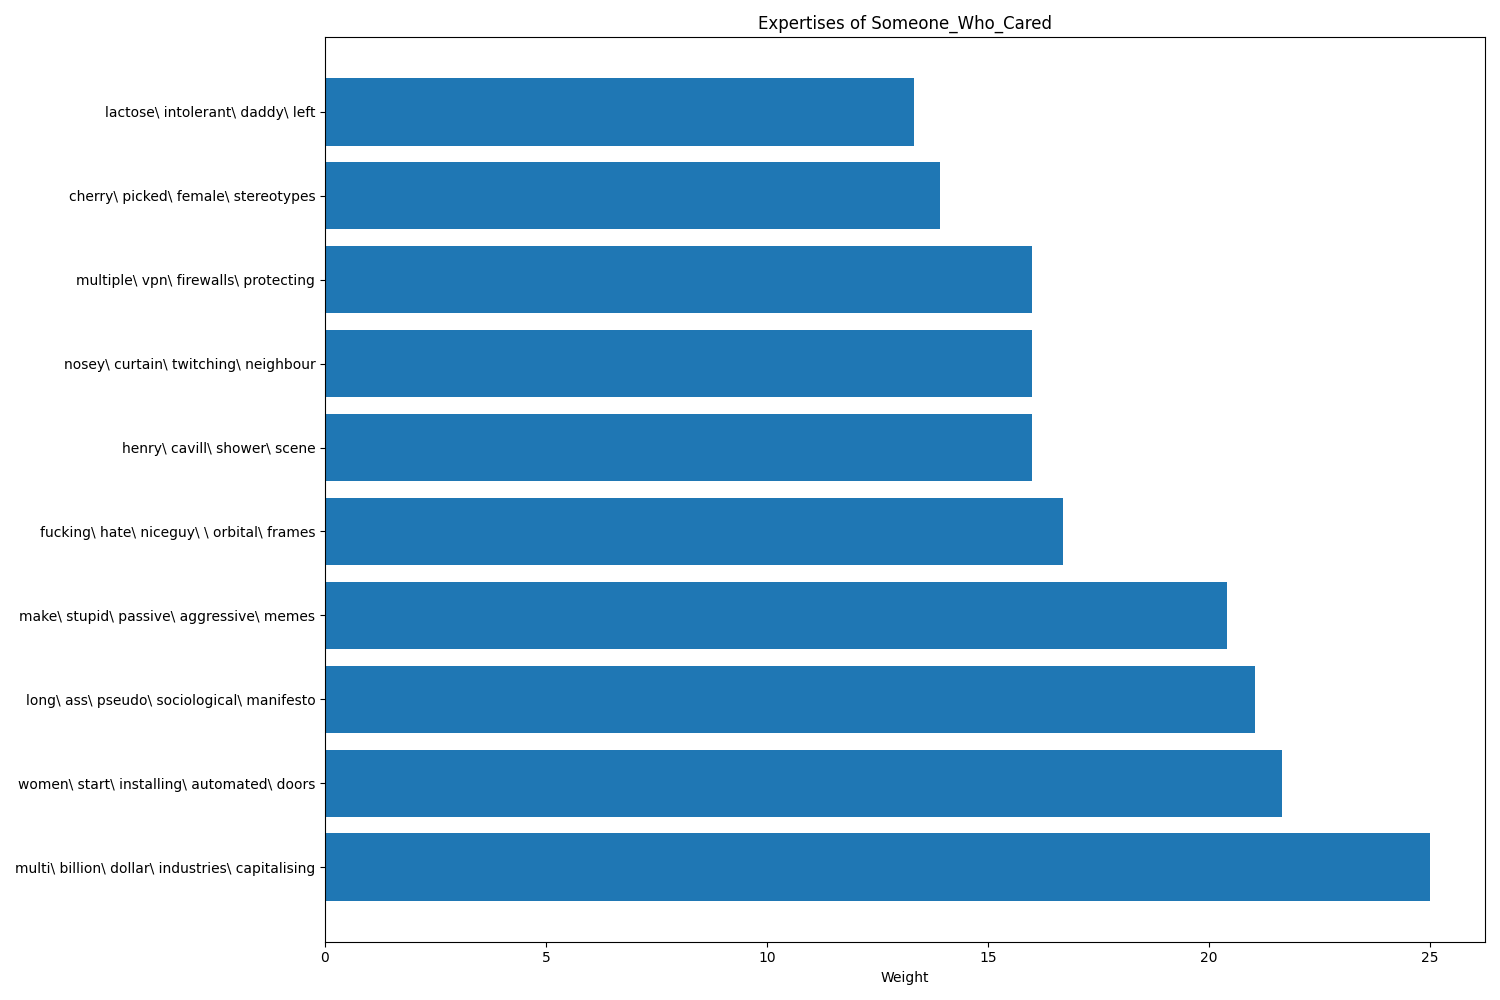 Expertises of Someone_Who_Cared
lactose\ intolerant\ daddy\ left
cherry\ picked\ female\ stereotypes
multiple\ vpn\ firewalls\ protecting
nosey\ curtain\ twitching\ neighbour
henry\ cavill\ shower\ scene
fucking\ hate\ niceguy\ \ orbital\ frames
make\ stupid\ passive\ aggressive\ memes
long\ ass\ pseudo\ sociological\ manifesto
women\ start\ installing\ automated\ doors
multi\ billion\ dollar\ industries\ capitalising
0 5 10 15 20 25
Weight